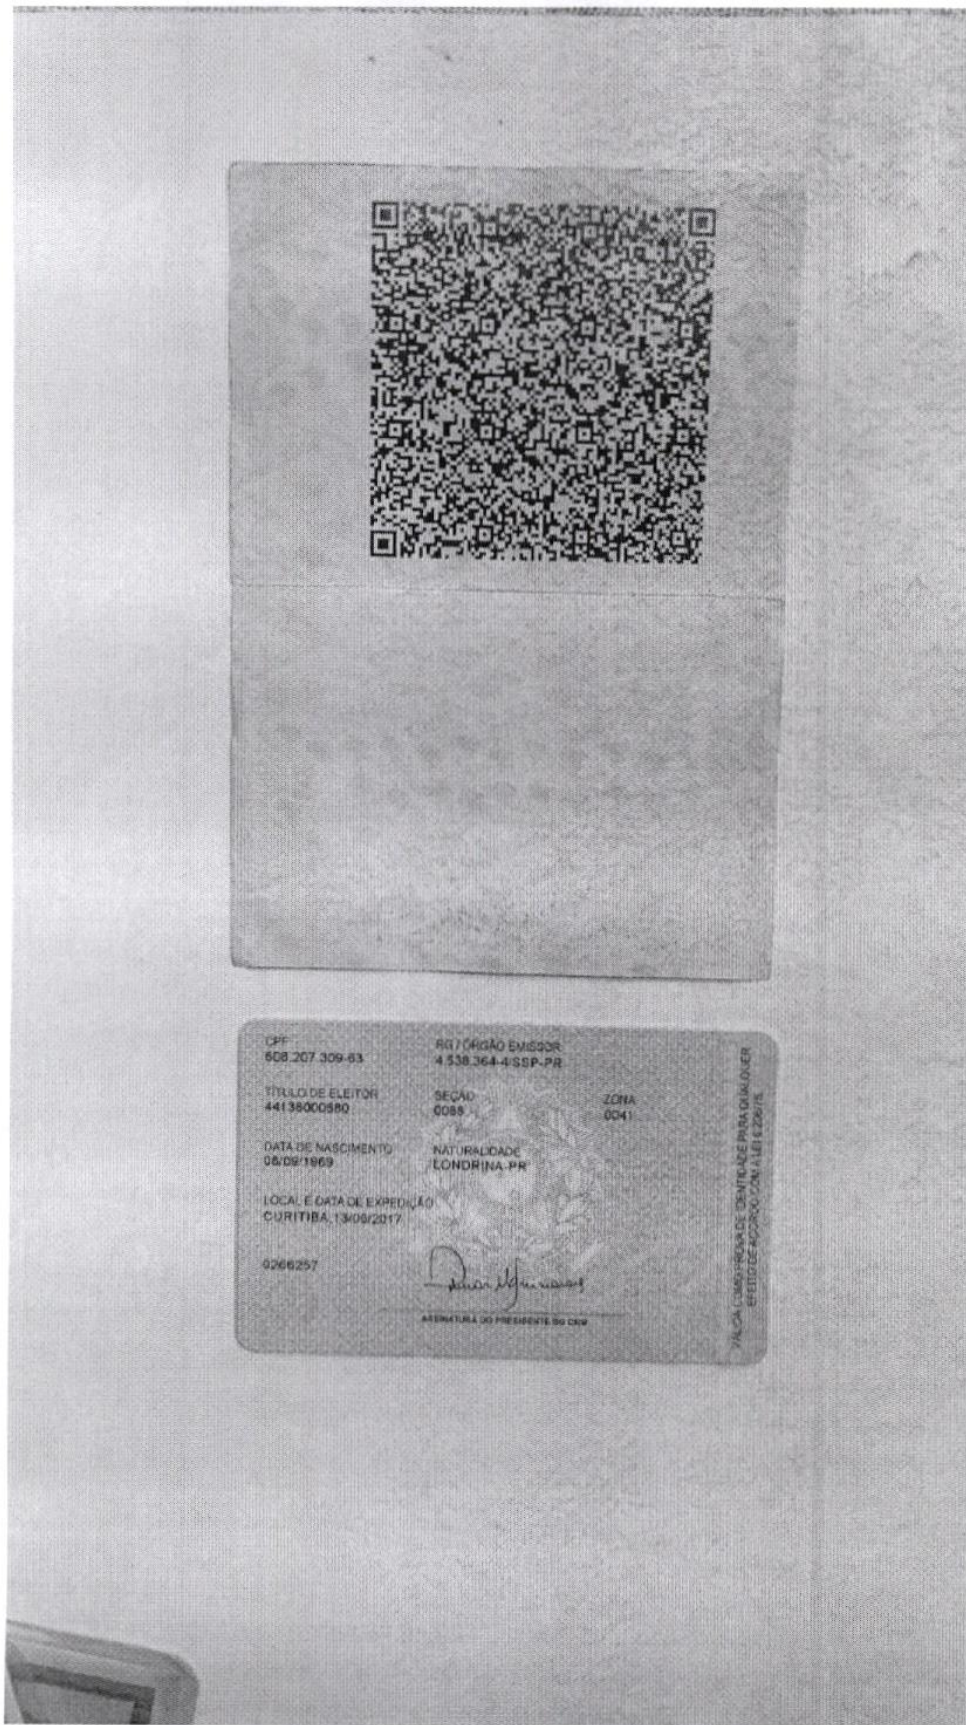 CPF
608.207.309-63
RG / ÓRGÃO EMISSOR
4.538.364-4/SSP-PR
TÍTULO DE ELEITOR
44136000680
SEÇÃO
0088
ZONA
0041
DATA DE NASCIMENTO
08/09/1969
NATURALIDADE
LONDRINA-PR
LOCAL E DATA DE EXPEDIÇÃO
CURITIBA, 13/09/2017
0266257
ASSINATURA DO PRESIDENTE DO CRM
VÁLIDA COMO PROVA DE IDENTIDADE PARA QUALQUER
EFEITO DE ACORDO COM A LEI 6.206/75